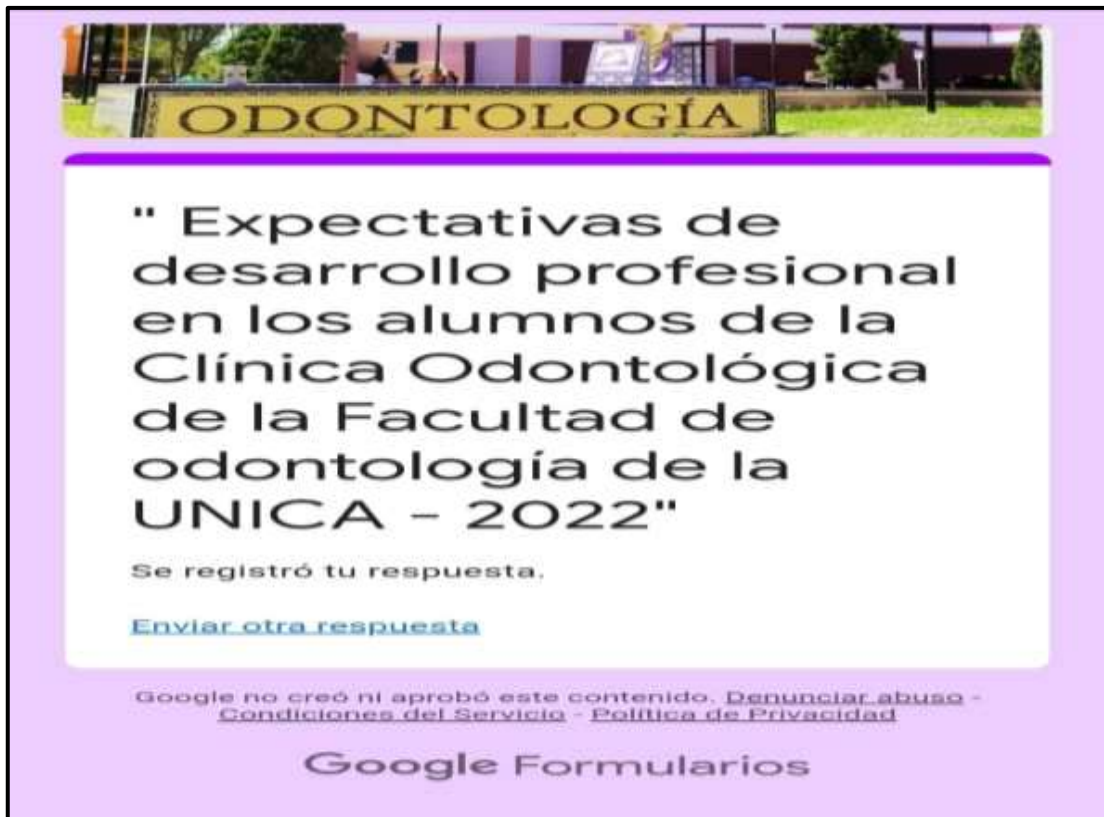 ODONTOLOGÍA
" Expectativas de
desarrollo profesional
en los alumnos de la
Clínica Odontológica
de la Facultad de
odontología de la
UNICA - 2022"
Se registró tu respuesta.
Enviar otra respuesta
Google no creó ni aprobó este contenido. Denunciar abuso -
Condiciones del Servicio - Política de Privacidad
Google Formularios